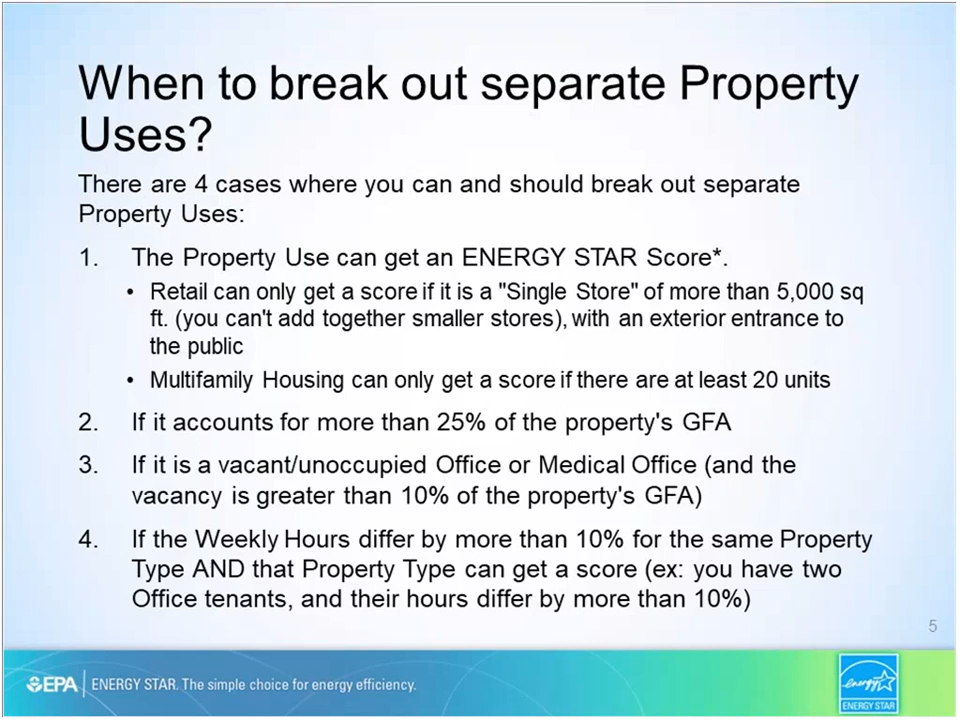 When to break out separate Property
Uses?
There are 4 cases where you can and should break out separate
Property Uses:
1. The Property Use can get an ENERGY STAR Score*.
• Retail can only get a score if it is a "Single Store" of more than 5,000 sq
ft. (you can't add together smaller stores), with an exterior entrance to
the public
• Multifamily Housing can only get a score if there are at least 20 units
2. If it accounts for more than 25% of the property's GFA
3. If it is a vacant/unoccupied Office or Medical Office (and the
vacancy is greater than 10% of the property's GFA)
4. If the Weekly Hours differ by more than 10% for the same Property
Type AND that Property Type can get a score (ex: you have two
Office tenants, and their hours differ by more than 10%)
5
EPA ENERGY STAR. The simple choice for energy efficiency.
energy
ENERGY STAR